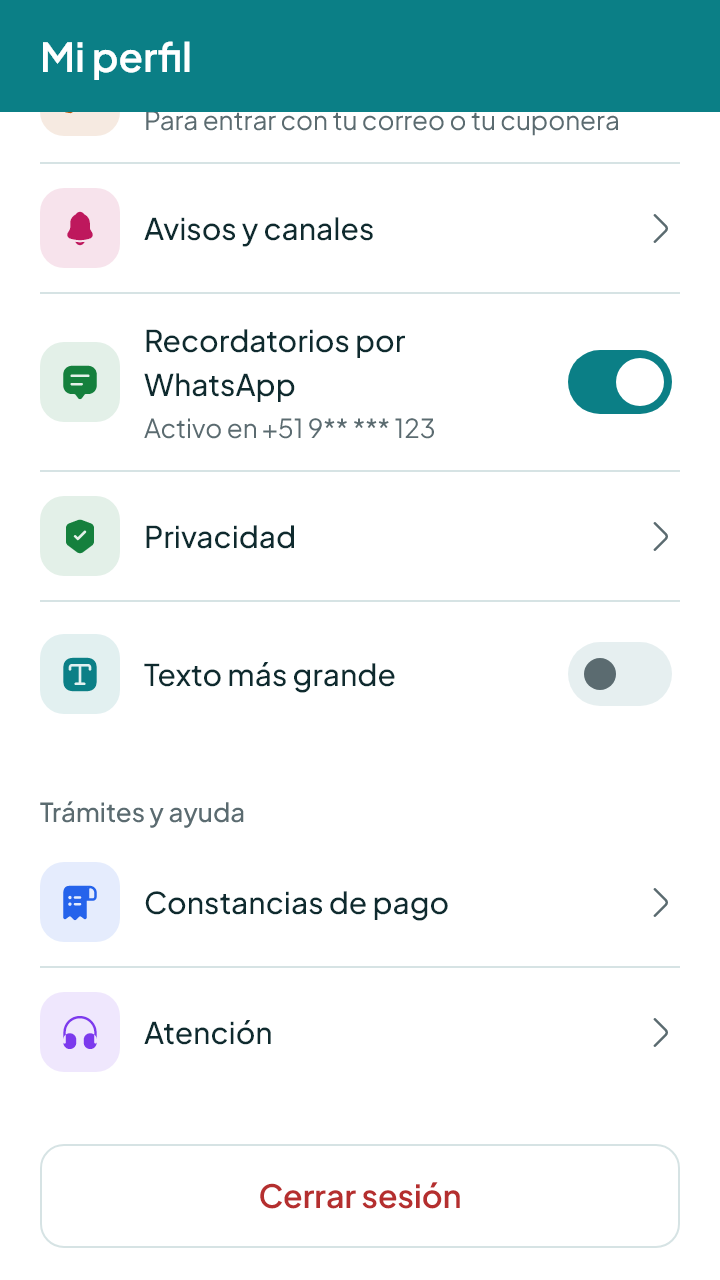 Mi perfil
Para entrar con tu correo o tu cuponera
Avisos y canales
Recordatorios por
WhatsApp
Activo en +51 9** *** 123
Privacidad
Texto más grande
Trámites y ayuda
Constancias de pago
Atención
Cerrar sesión